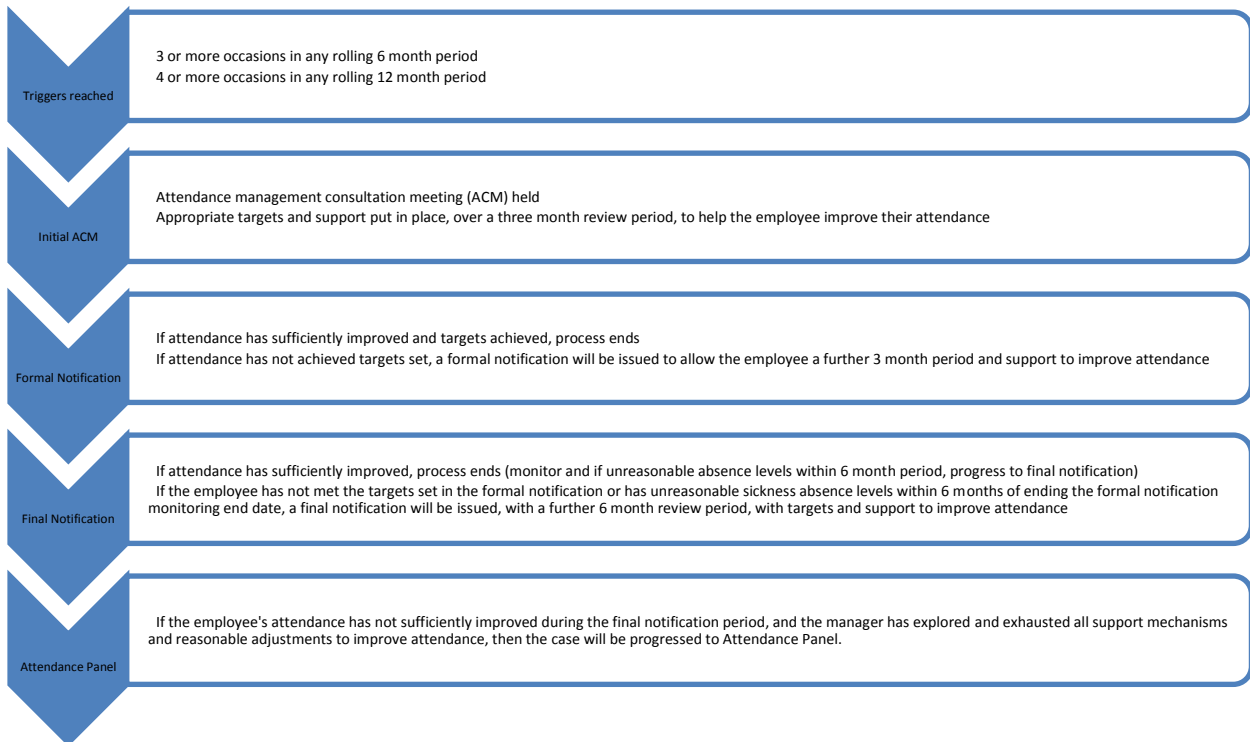 Triggers reached
3 or more occasions in any rolling 6 month period
4 or more occasions in any rolling 12 month period
Initial ACM
Attendance management consultation meeting (ACM) held
Appropriate targets and support put in place, over a three month review period, to help the employee improve their attendance
Formal Notification
If attendance has sufficiently improved and targets achieved, process ends
If attendance has not achieved targets set, a formal notification will be issued to allow the employee a further 3 month period and support to improve attendance
Final Notification
If attendance has sufficiently improved, process ends (monitor and if unreasonable absence levels within 6 month period, progress to final notification)
If the employee has not met the targets set in the formal notification or has unreasonable sickness absence levels within 6 months of ending the formal notification
monitoring end date, a final notification will be issued, with a further 6 month review period, with targets and support to improve attendance
Attendance Panel
If the employee's attendance has not sufficiently improved during the final notification period, and the manager has explored and exhausted all support mechanisms
and reasonable adjustments to improve attendance, then the case will be progressed to Attendance Panel.